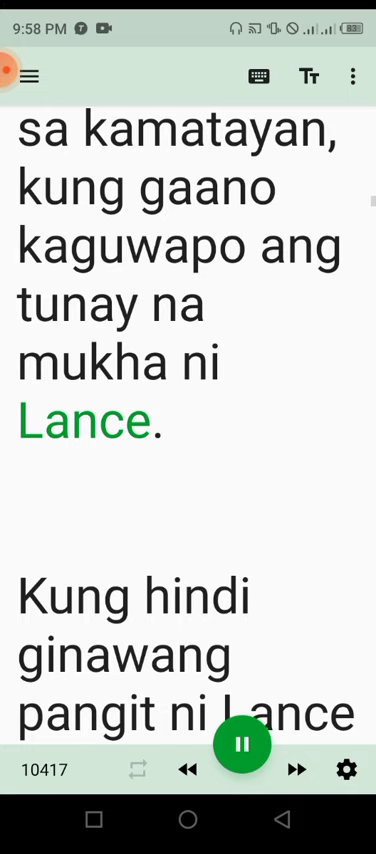 9:58 PM
83
sa kamatayan,
kung gaano
kaguwapo ang
tunay na
mukha ni
Lance.
Kung hindi
ginawang
pangit ni Lance
10417